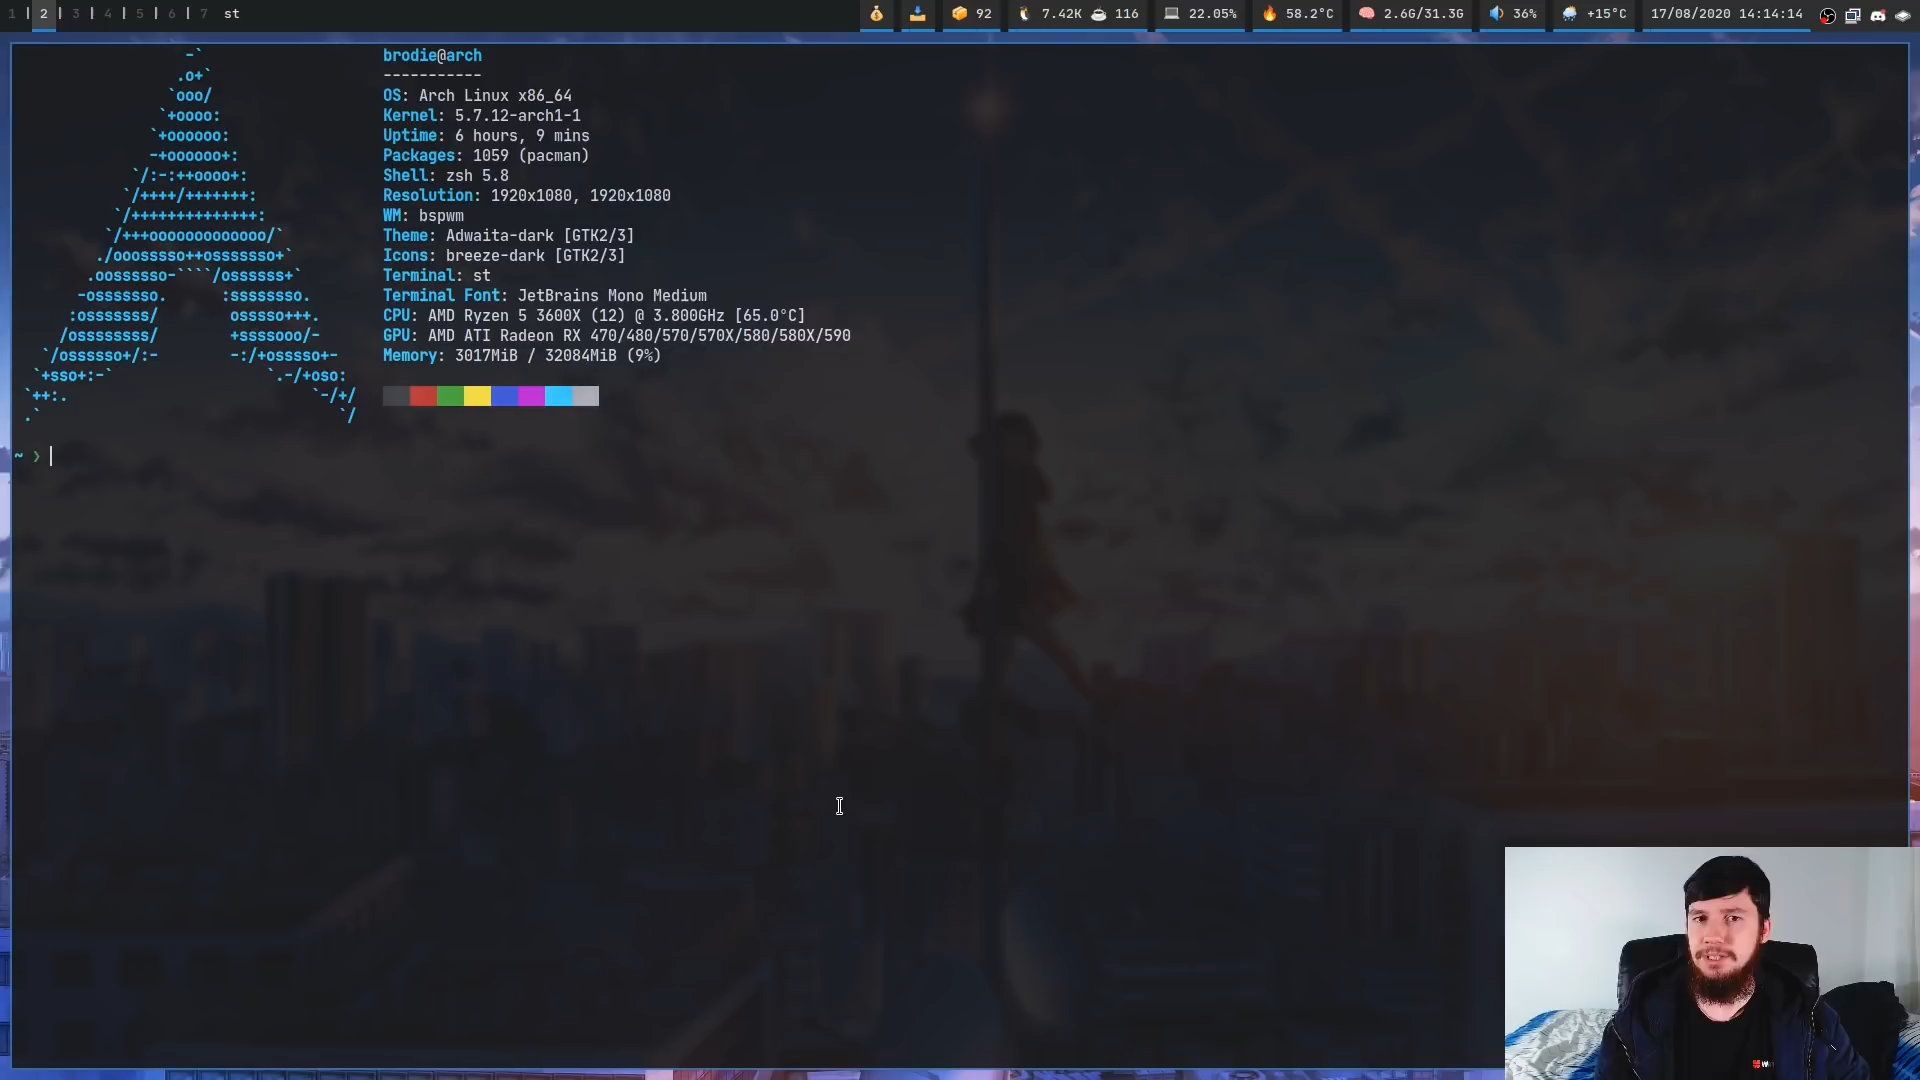 1 | 2 | 3 | 4 | 5 | 6 | 7 st
92 7.42K 116 22.05% 58.2°C 2.6G/31.3G 36% +15°C 17/08/2020 14:14:14
brodie@arch
-----------
OS: Arch Linux x86_64
Kernel: 5.7.12-arch1-1
Uptime: 6 hours, 9 mins
Packages: 1059 (pacman)
Shell: zsh 5.8
Resolution: 1920x1080, 1920x1080
WM: bspwm
Theme: Adwaita-dark [GTK2/3]
Icons: breeze-dark [GTK2/3]
Terminal: st
Terminal Font: JetBrains Mono Medium
CPU: AMD Ryzen 5 3600X (12) @ 3.800GHz [65.0°C]
GPU: AMD ATI Radeon RX 470/480/570/570X/580/580X/590
Memory: 3017MiB / 32084MiB (9%)
~ ❯